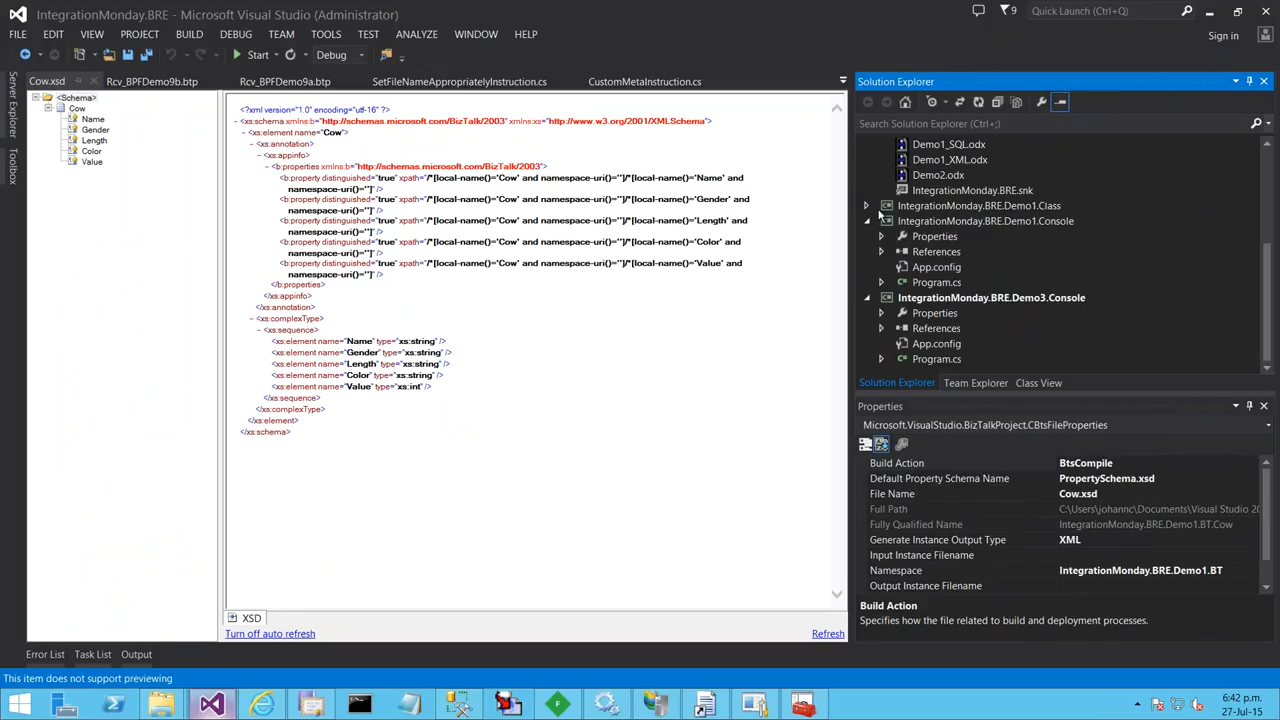 IntegrationMonday.BRE - Microsoft Visual Studio (Administrator)
9
Quick Launch (Ctrl+Q)
FILE EDIT VIEW PROJECT BUILD DEBUG TEAM TOOLS TEST ANALYZE WINDOW HELP
Sign in
Start
Debug
Server Explorer
Toolbox
Cow.xsd
Rcv_BPFDemo9b.btp
Rcv_BPFDemo9a.btp
SetFileNameAppropriatelyInstruction.cs
CustomMetaInstruction.cs
<Schema>
Cow
Name
Gender
Length
Color
Value
<?xml version="1.0" encoding="utf-16" ?>
<xs:schema xmlns:b="http://schemas.microsoft.com/BizTalk/2003" xmlns:xs="http://www.w3.org/2001/XMLSchema">
<xs:element name="Cow">
<xs:annotation>
<xs:appinfo>
<b:properties xmlns:b="http://schemas.microsoft.com/BizTalk/2003">
<b:property distinguished="true" xpath="/*[local-name()='Cow' and namespace-uri()='']/*[local-name()='Name' and
namespace-uri()='']" />
<b:property distinguished="true" xpath="/*[local-name()='Cow' and namespace-uri()='']/*[local-name()='Gender' and
namespace-uri()='']" />
<b:property distinguished="true" xpath="/*[local-name()='Cow' and namespace-uri()='']/*[local-name()='Length' and
namespace-uri()='']" />
<b:property distinguished="true" xpath="/*[local-name()='Cow' and namespace-uri()='']/*[local-name()='Color' and
namespace-uri()='']" />
<b:property distinguished="true" xpath="/*[local-name()='Cow' and namespace-uri()='']/*[local-name()='Value' and
namespace-uri()='']" />
</b:properties>
</xs:appinfo>
</xs:annotation>
<xs:complexType>
<xs:sequence>
<xs:element name="Name" type="xs:string" />
<xs:element name="Gender" type="xs:string" />
<xs:element name="Length" type="xs:string" />
<xs:element name="Color" type="xs:string" />
<xs:element name="Value" type="xs:int" />
</xs:sequence>
</xs:complexType>
</xs:element>
</xs:schema>
XSD
Turn off auto refresh
Refresh
Solution Explorer
Search Solution Explorer (Ctrl+;)
Demo1_SQL.odx
Demo1_XML.odx
Demo2.odx
IntegrationMonday.BRE.snk
IntegrationMonday.BRE.Demo1.Class
IntegrationMonday.BRE.Demo1.Console
Properties
References
App.config
Program.cs
IntegrationMonday.BRE.Demo3.Console
Properties
References
App.config
Program.cs
Solution Explorer Team Explorer Class View
Properties
Microsoft.VisualStudio.BizTalkProject.CBtsFileProperties
Build Action BtsCompile
Default Property Schema Name PropertySchema.xsd
File Name Cow.xsd
Full Path C:\Users\johannc\Documents\Visual Studio 20
Fully Qualified Name IntegrationMonday.BRE.Demo1.BT.Cow
Generate Instance Output Type XML
Input Instance Filename
Namespace IntegrationMonday.BRE.Demo1.BT
Output Instance Filename
Build Action
Specifies how the file related to build and deployment processes.
Error List Task List Output
This item does not support previewing
6:42 p.m.
27-Jul-15